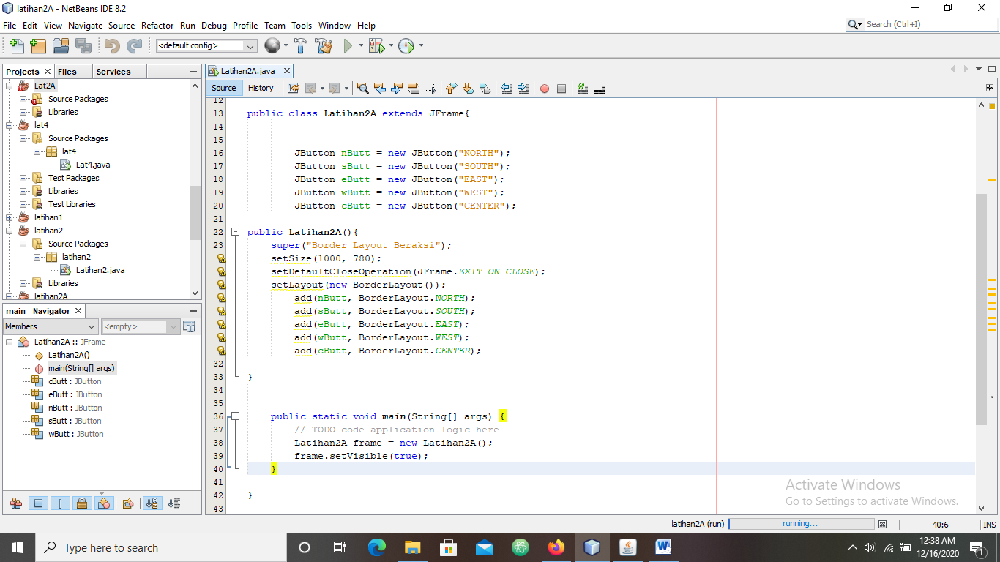 latihan2A - NetBeans IDE 8.2
File Edit View Navigate Source Refactor Run Debug Profile Team Tools Window Help
Search (Ctrl+I)
<default config>
Projects Files Services
Lat2A
Source Packages
Libraries
lat4
Source Packages
lat4
Lat4.java
Test Packages
Libraries
Test Libraries
latihan1
latihan2
Source Packages
latihan2
Latihan2.java
Libraries
latihan2A
main - Navigator
Members <empty>
Latihan2A :: JFrame
Latihan2A()
main(String[] args)
cButt : JButton
eButt : JButton
nButt : JButton
sButt : JButton
wButt : JButton
Latihan2A.java
Source History
12
13 public class Latihan2A extends JFrame{
14
15
16 JButton nButt = new JButton("NORTH");
17 JButton sButt = new JButton("SOUTH");
18 JButton eButt = new JButton("EAST");
19 JButton wButt = new JButton("WEST");
20 JButton cButt = new JButton("CENTER");
21
22 public Latihan2A(){
23 super("Border Layout Beraksi");
setSize(1000, 780);
setDefaultCloseOperation(JFrame.EXIT_ON_CLOSE);
setLayout(new BorderLayout());
add(nButt, BorderLayout.NORTH);
add(sButt, BorderLayout.SOUTH);
add(eButt, BorderLayout.EAST);
add(wButt, BorderLayout.WEST);
add(cButt, BorderLayout.CENTER);
32
33 }
34
35
36 public static void main(String[] args) {
37 // TODO code application logic here
38 Latihan2A frame = new Latihan2A();
39 frame.setVisible(true);
40 }
41
42 }
43
Activate Windows
Go to Settings to activate Windows.
latihan2A (run) running... 40:6 INS
Type here to search
12:38 AM
12/16/2020
1